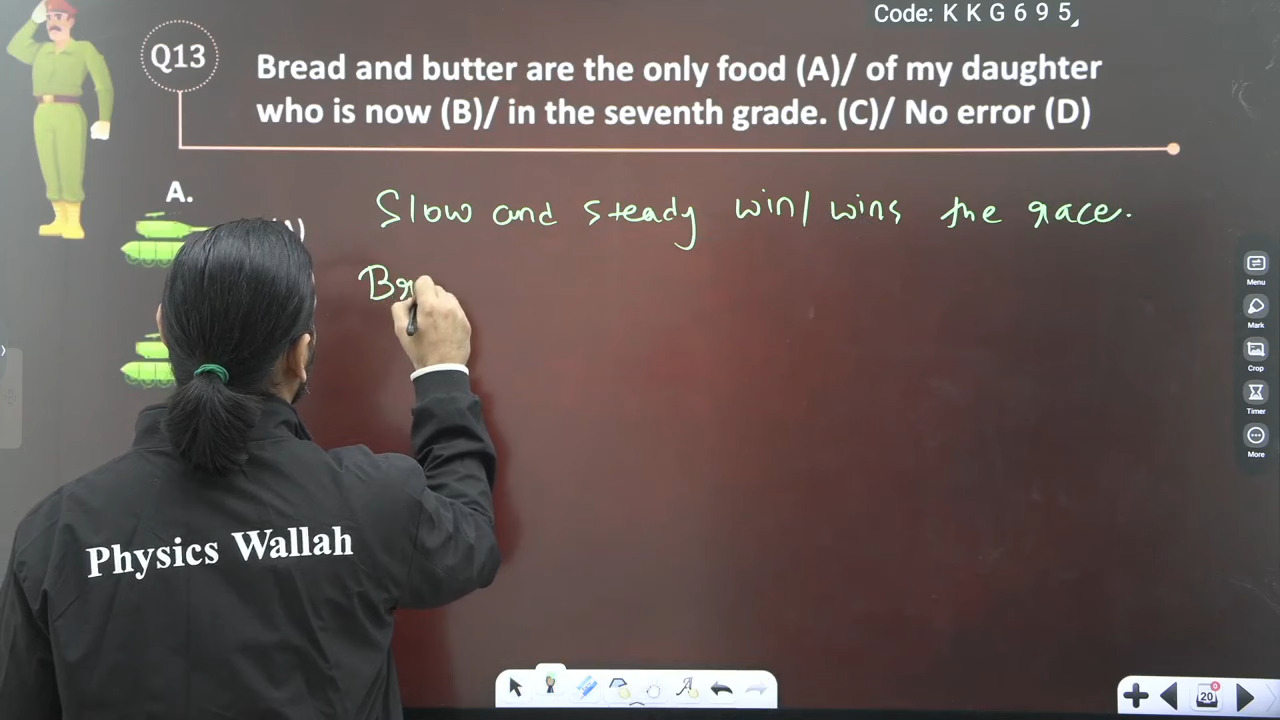 Code: K K G 6 9 5
Q13
Bread and butter are the only food (A)/ of my daughter
who is now (B)/ in the seventh grade. (C)/ No error (D)
A.
Slow and steady win/ wins the race.
Br
Physics Wallah
Menu
Mark
Crop
Timer
More
20